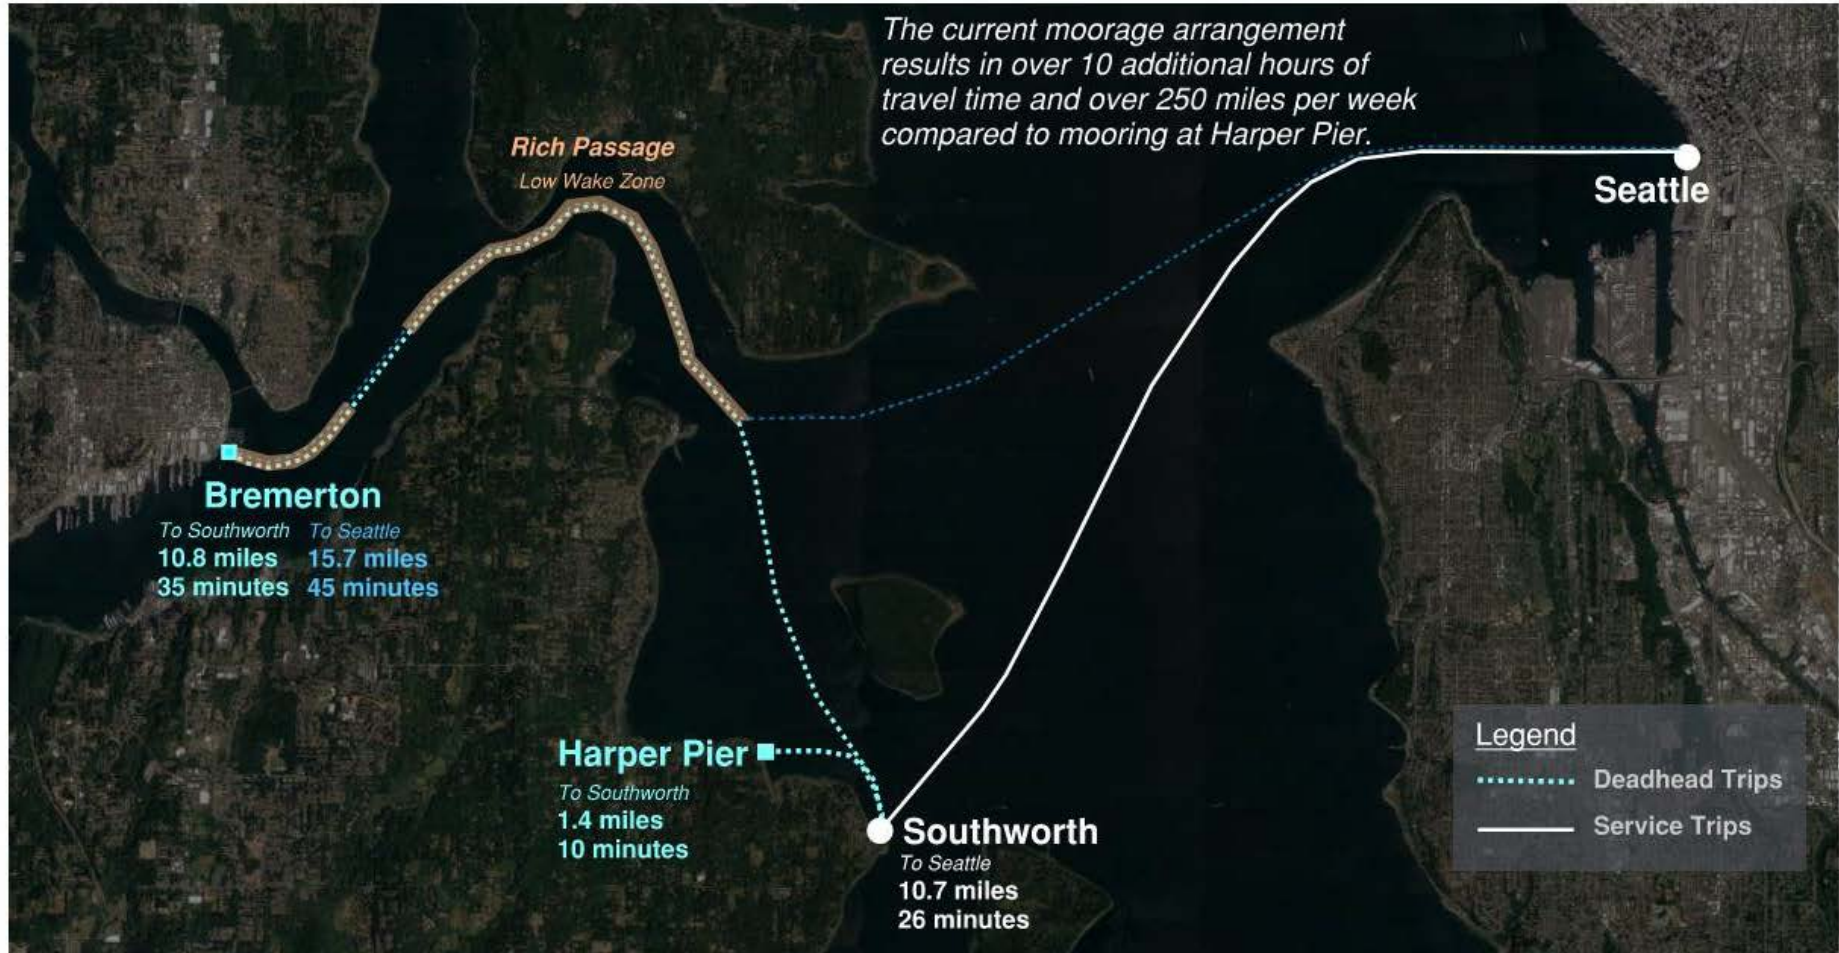 The current moorage arrangement
results in over 10 additional hours of
travel time and over 250 miles per week
compared to mooring at Harper Pier.
Rich Passage
Low Wake Zone
Seattle
Bremerton
To Southworth To Seattle
10.8 miles 15.7 miles
35 minutes 45 minutes
Harper Pier
To Southworth
1.4 miles
10 minutes
Southworth
To Seattle
10.7 miles
26 minutes
Legend
Deadhead Trips
Service Trips